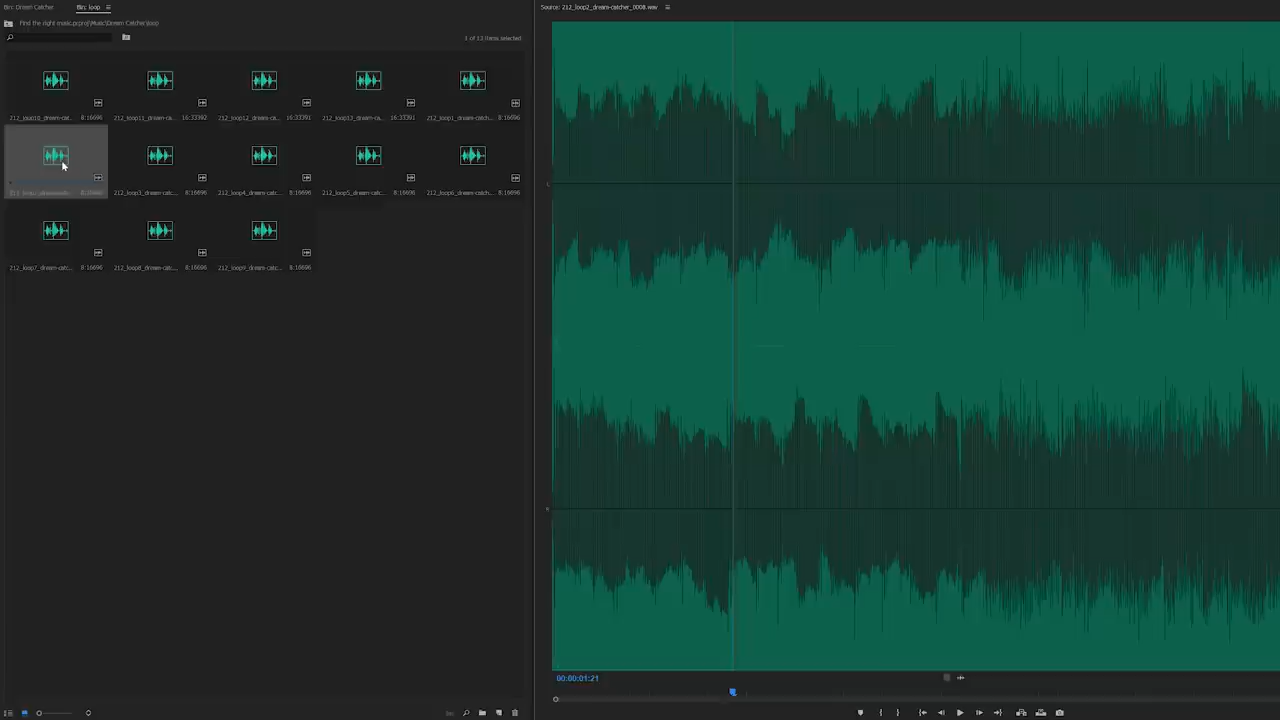 Bin: Dream Catcher
Bin: loop
Source: 212_loop2_dream-catcher_0008.wav
Find the right music.prproj\Music\Dream Catcher\loop
1 of 13 items selected
212_loop10_dream-cat... 8:16696
212_loop11_dream-ca... 16:33392
212_loop12_dream-ca... 16:33391
212_loop13_dream-ca... 16:33391
212_loop1_dream-catch... 8:16696
212_loop3_dream-catc... 8:16696
212_loop4_dream-catc... 8:16696
212_loop5_dream-catc... 8:16696
212_loop6_dream-catch... 8:16696
212_loop7_dream-catc... 8:16696
212_loop8_dream-catc... 8:16696
212_loop9_dream-catc... 8:16696
L
R
00:00:01:21